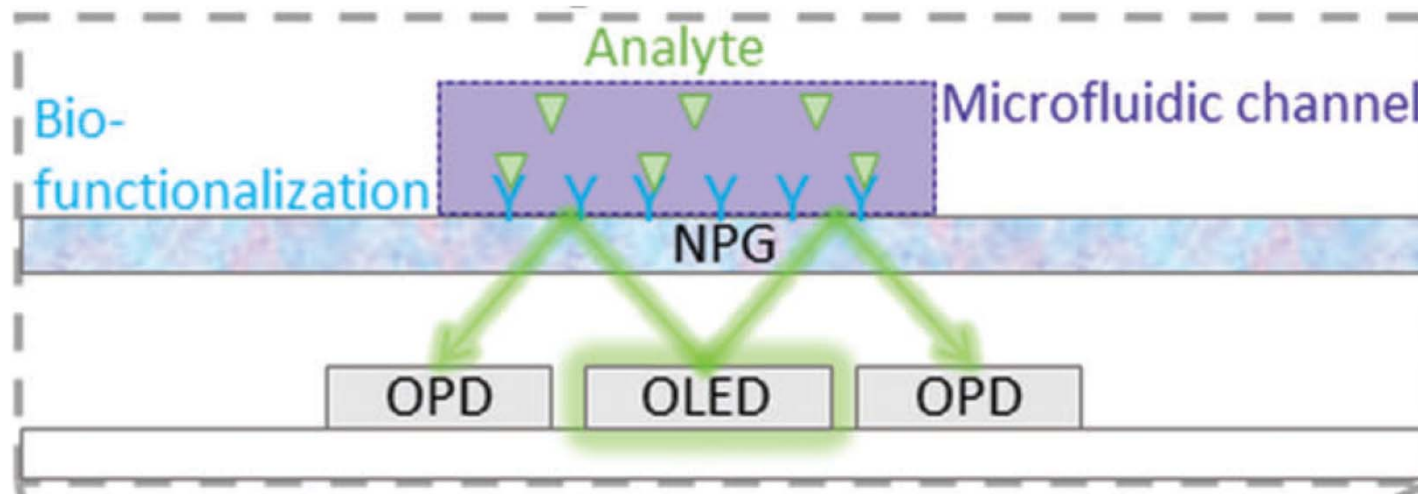 Analyte
Microfluidic channel
Bio-
functionalization
NPG
OPD
OLED
OPD